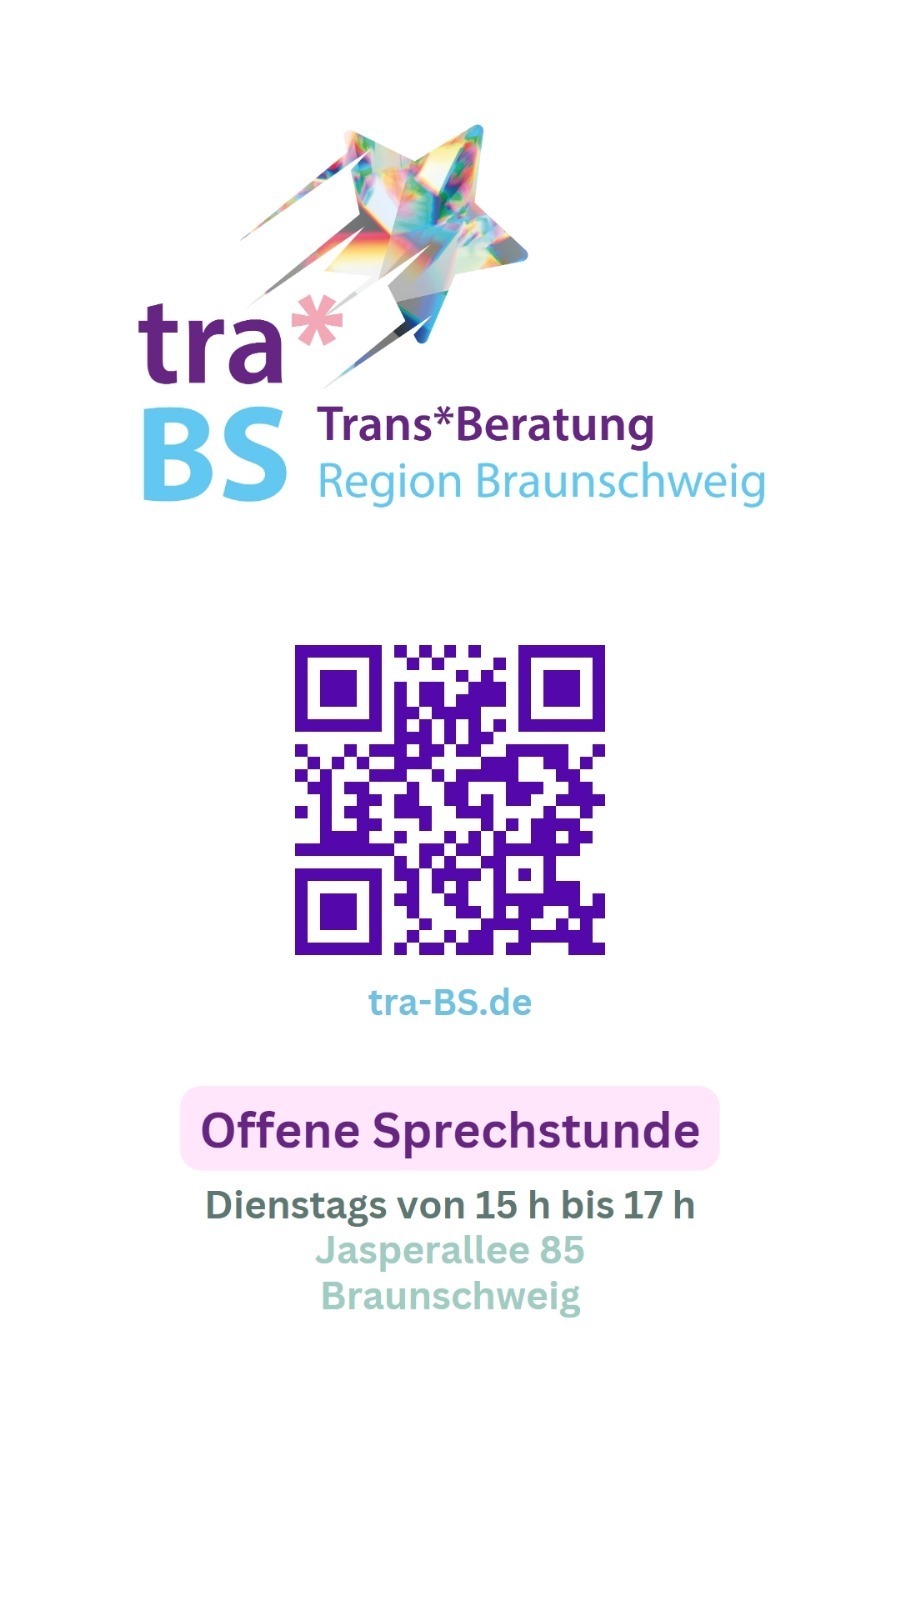 tra*
BS
Trans*Beratung
Region Braunschweig
tra-BS.de
Offene Sprechstunde
Dienstags von 15 h bis 17 h
Jasperallee 85
Braunschweig